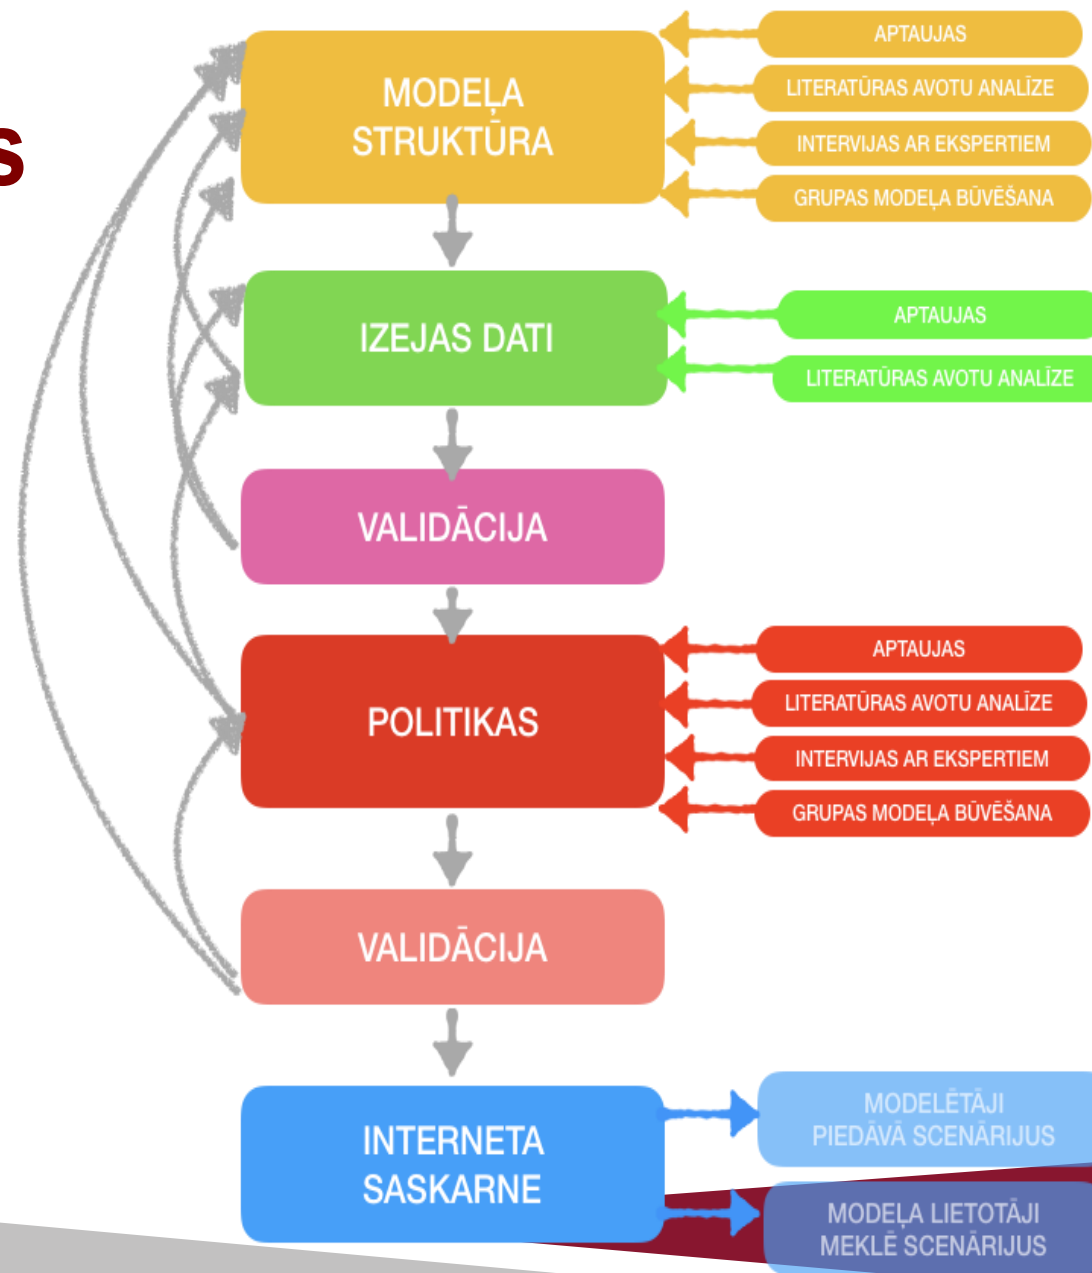 s
MODEĻA
STRUKTŪRA
APTAUJAS
LITERATŪRAS AVOTU ANALĪZE
INTERVIJAS AR EKSPERTIEM
GRUPAS MODEĻA BŪVĒŠANA
IZEJAS DATI
APTAUJAS
LITERATŪRAS AVOTU ANALĪZE
VALIDĀCIJA
POLITIKAS
APTAUJAS
LITERATŪRAS AVOTU ANALĪZE
INTERVIJAS AR EKSPERTIEM
GRUPAS MODEĻA BŪVĒŠANA
VALIDĀCIJA
INTERNETA
SASKARNE
MODELĒTĀJI
PIEDĀVĀ SCENĀRIJUS
MODEĻA LIETOTĀJI
MEKLĒ SCENĀRIJUS